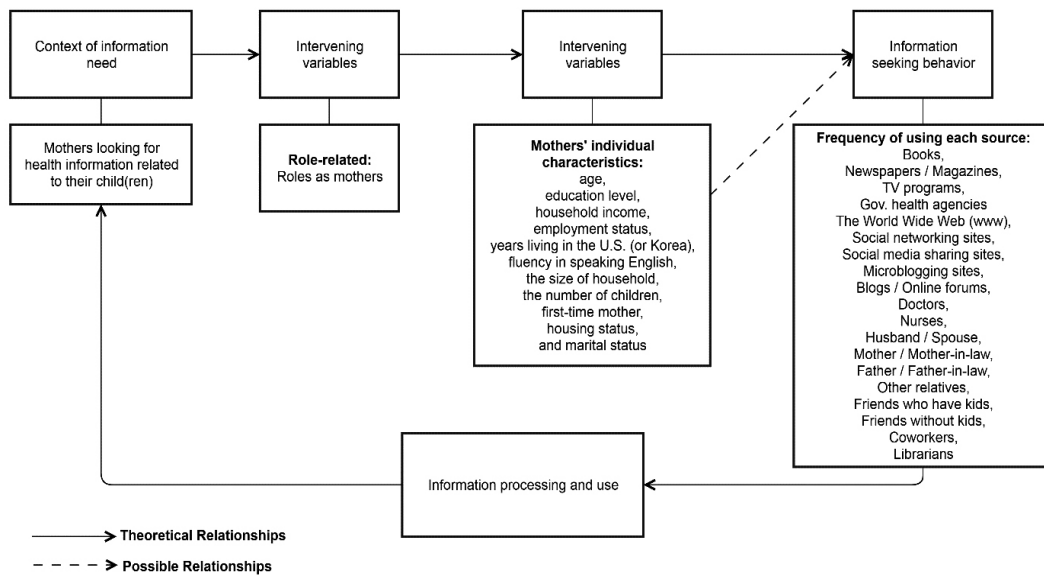 Context of information
need
Intervening
variables
Intervening
variables
Information
seeking behavior
Mothers looking for
health information related
to their child(ren)
Role-related:
Roles as mothers
Mothers' individual
characteristics:
age,
education level,
household income,
employment status,
years living in the U.S. (or Korea),
fluency in speaking English,
the size of household,
the number of children,
first-time mother,
housing status,
and marital status
Frequency of using each source:
Books,
Newspapers / Magazines,
TV programs,
Gov. health agencies
The World Wide Web (www),
Social networking sites,
Social media sharing sites,
Microblogging sites,
Blogs / Online forums,
Doctors,
Nurses,
Husband / Spouse,
Mother / Mother-in-law,
Father / Father-in-law,
Other relatives,
Friends who have kids,
Friends without kids,
Coworkers,
Librarians
Information processing and use
Theoretical Relationships
Possible Relationships